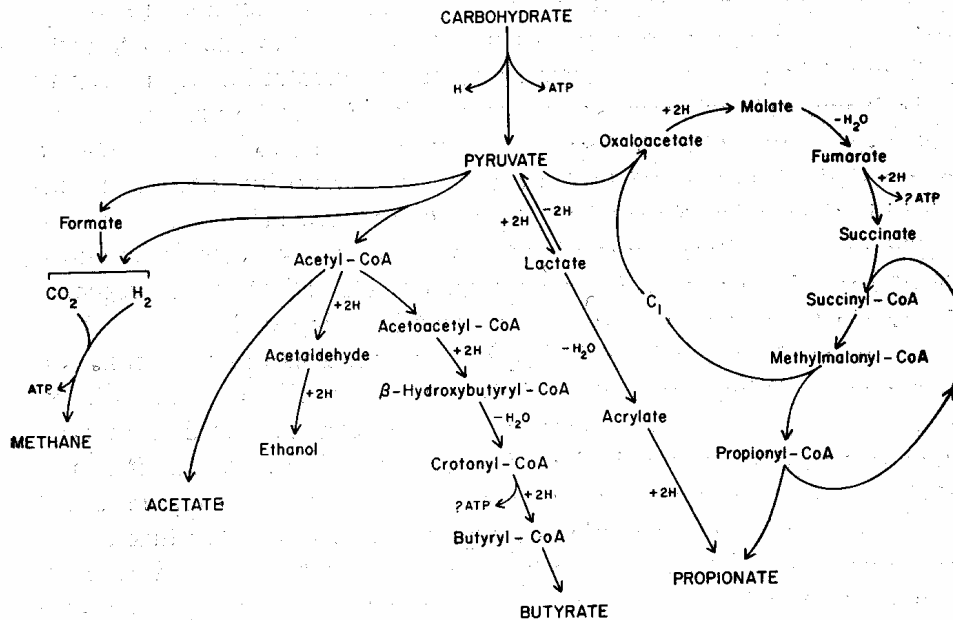 CARBOHYDRATE
H
ATP
PYRUVATE
Oxaloacetate
+2H
Malate
-H₂O
Fumarate
+2H
?ATP
Succinate
Succinyl-CoA
Methylmalonyl-CoA
C₁
Propionyl-CoA
PROPIONATE
+2H
-2H
Lactate
-H₂O
Acrylate
+2H
Formate
CO₂
H₂
ATP
METHANE
Acetyl-CoA
ACETATE
+2H
Acetaldehyde
+2H
Ethanol
Acetoacetyl-CoA
+2H
β-Hydroxybutyryl-CoA
-H₂O
Crotonyl-CoA
?ATP
+2H
Butyryl-CoA
BUTYRATE